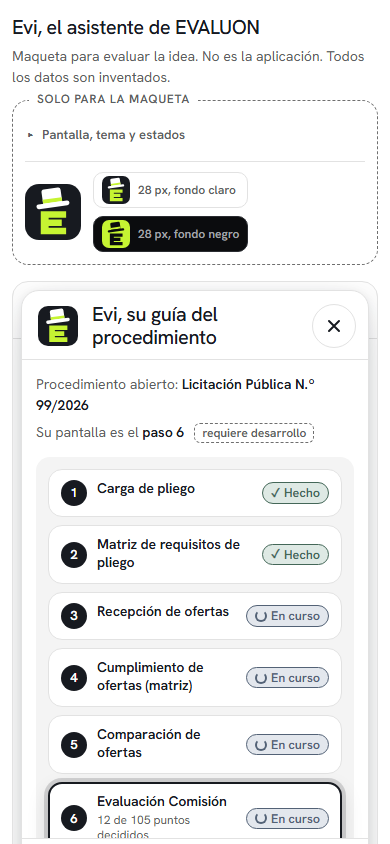 Evi, el asistente de EVALUON
Maqueta para evaluar la idea. No es la aplicación. Todos
los datos son inventados.
SOLO PARA LA MAQUETA
Pantalla, tema y estados
E
E
28 px, fondo claro
E
28 px, fondo negro
E
Evi, su guía del
procedimiento
Procedimiento abierto: Licitación Pública N.º
99/2026
Su pantalla es el paso 6
requiere desarrollo
1
Carga de pliego
✓ Hecho
2
Matriz de requisitos de
pliego
✓ Hecho
3
Recepción de ofertas
En curso
4
Cumplimiento de
ofertas (matriz)
En curso
5
Comparación de
ofertas
En curso
6
Evaluación Comisión
12 de 105 puntos
decididos
En curso